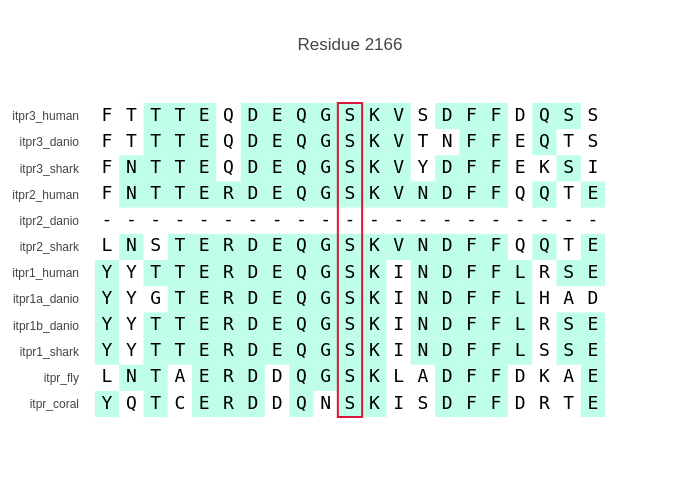 Residue 2166
itpr3_human F T T T E Q D E Q G S K V S D F F D Q S S
itpr3_danio F T T T E Q D E Q G S K V T N F F E Q T S
itpr3_shark F N T T E Q D E Q G S K V Y D F F E K S I
itpr2_human F N T T E R D E Q G S K V N D F F Q Q T E
itpr2_danio - - - - - - - - - - - - - - - - - - - - -
itpr2_shark L N S T E R D E Q G S K V N D F F Q Q T E
itpr1_human Y Y T T E R D E Q G S K I N D F F L R S E
itpr1a_danio Y Y G T E R D E Q G S K I N D F F L H A D
itpr1b_danio Y Y T T E R D E Q G S K I N D F F L R S E
itpr1_shark Y Y T T E R D E Q G S K I N D F F L S S E
itpr_fly L N T A E R D D Q G S K L A D F F D K A E
itpr_coral Y Q T C E R D D Q N S K I S D F F D R T E